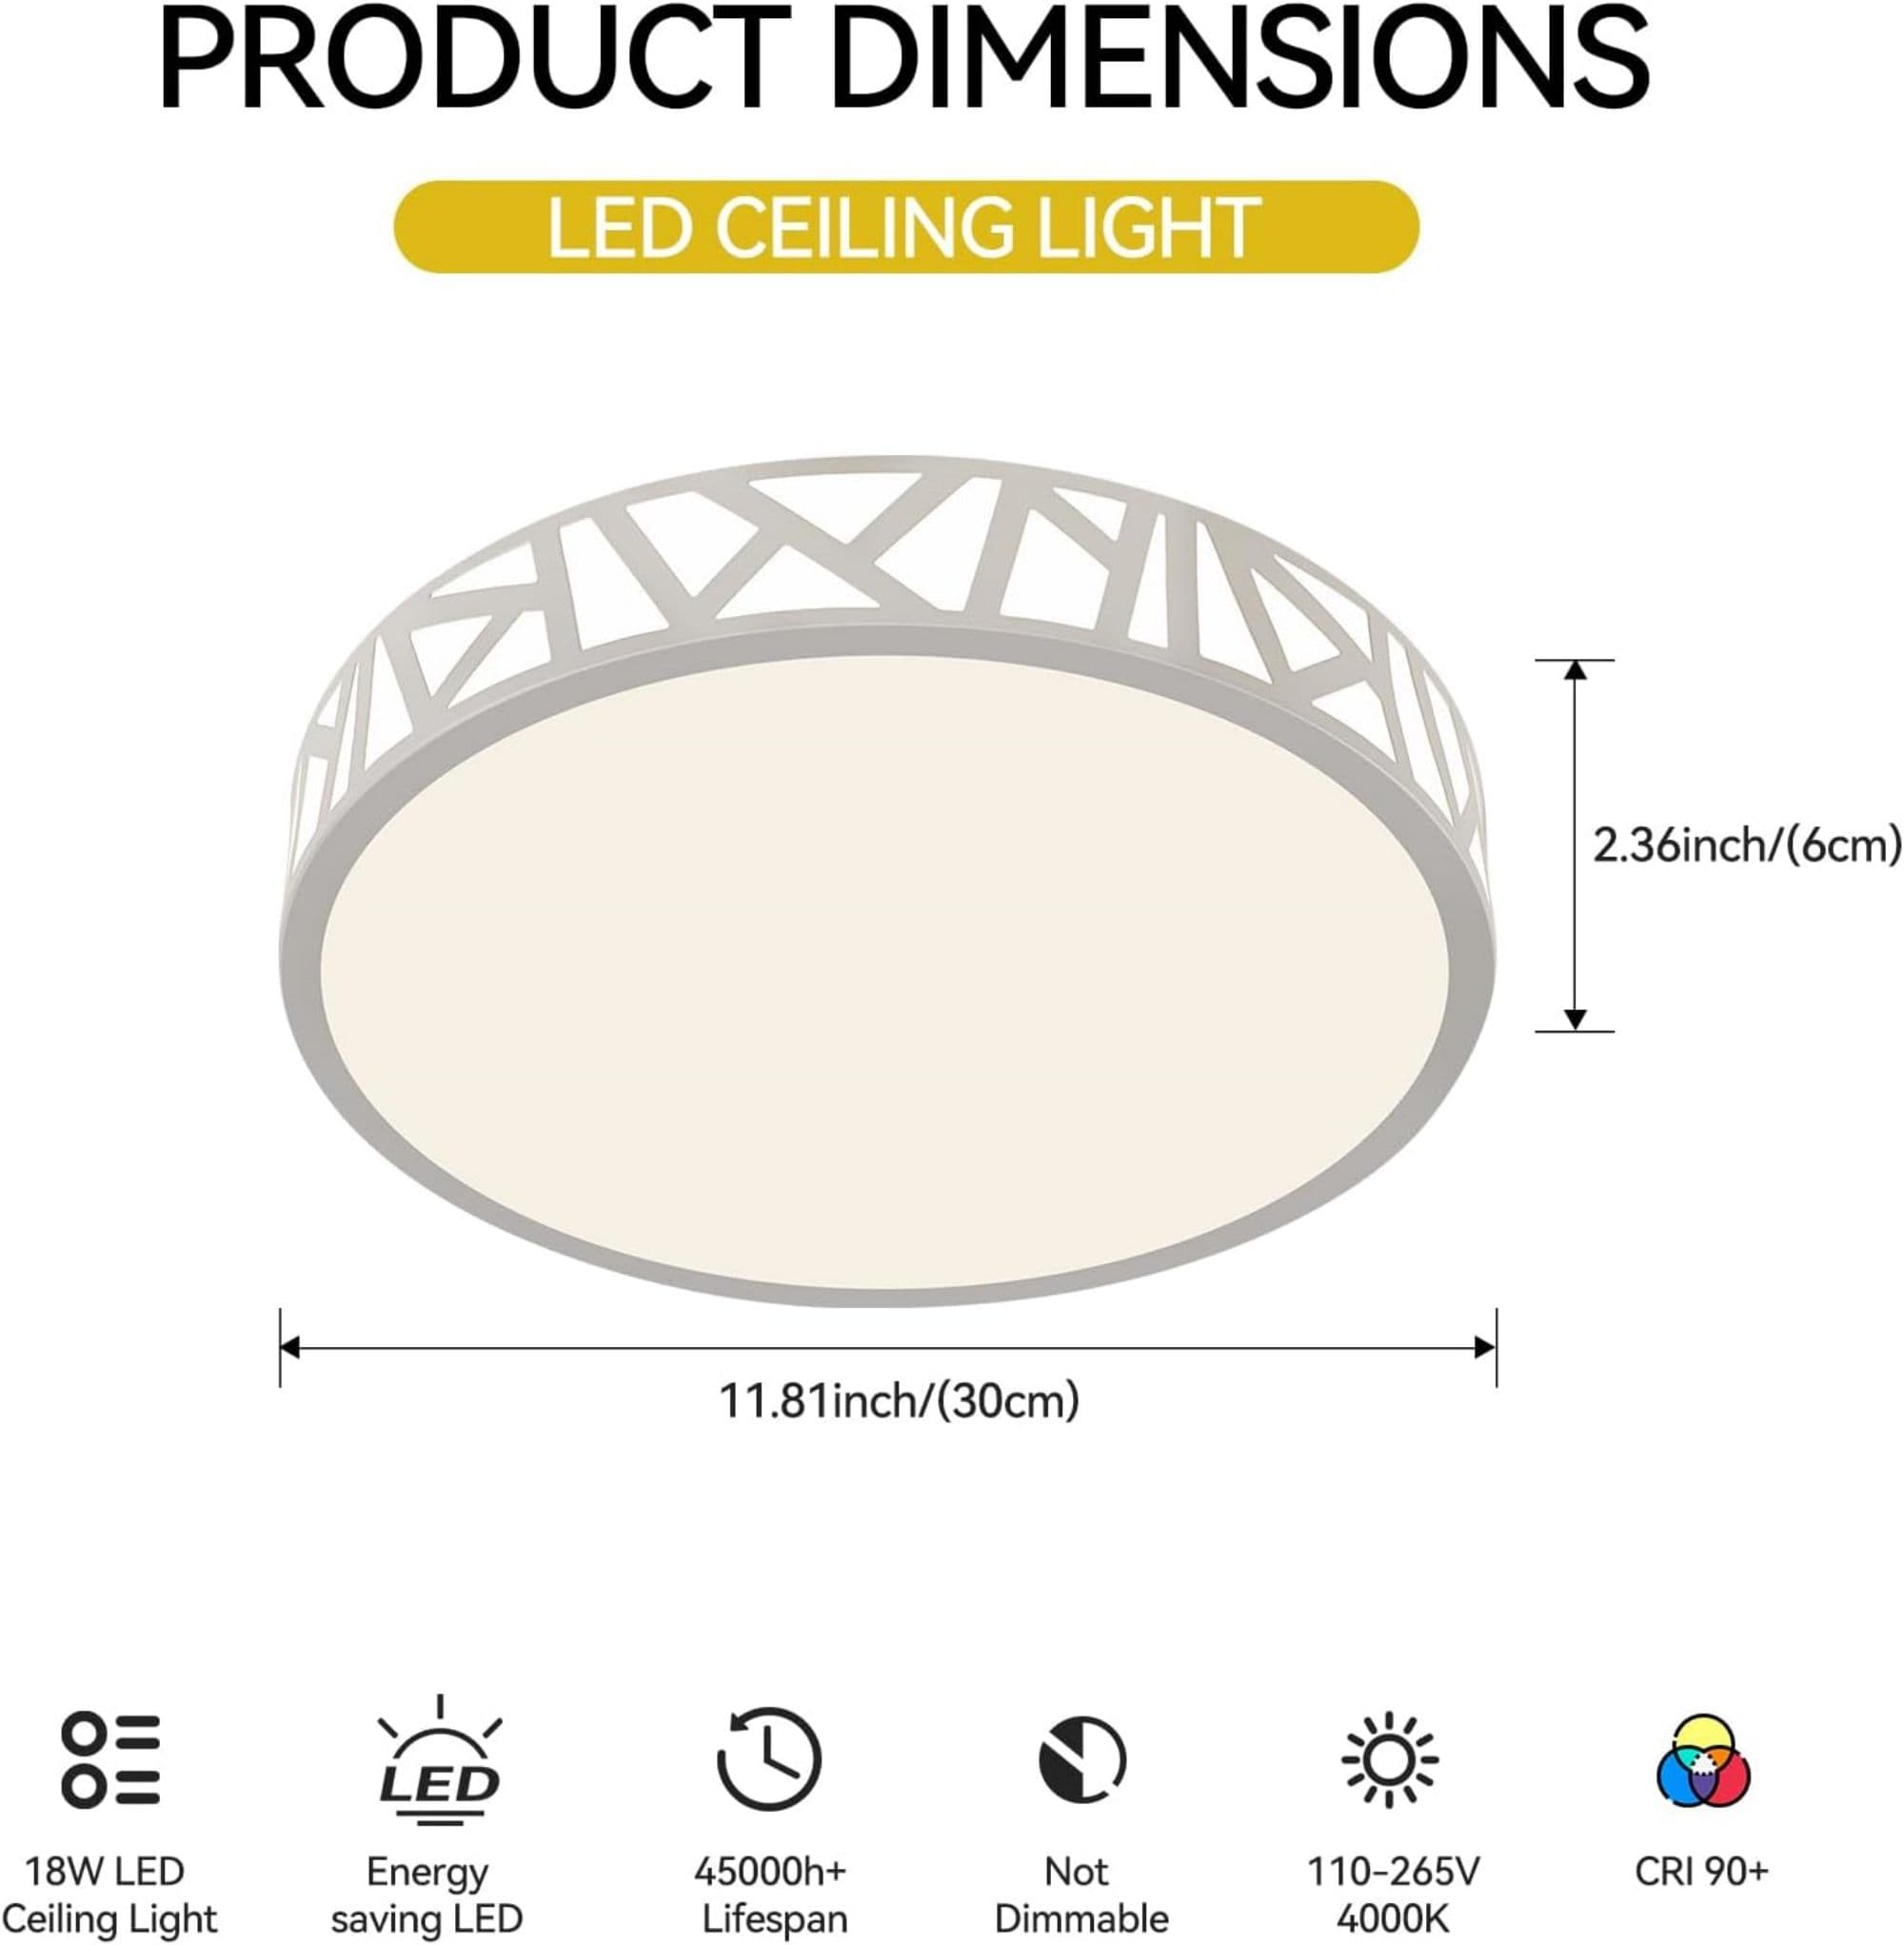 PRODUCT DIMENSIONS
LED CEILING LIGHT
2.36inch/(6cm)
11.81inch/(30cm)
LED
18W LED
Ceiling Light
Energy
saving LED
45000h+
Lifespan
Not
Dimmable
110-265V
4000K
CRI 90+